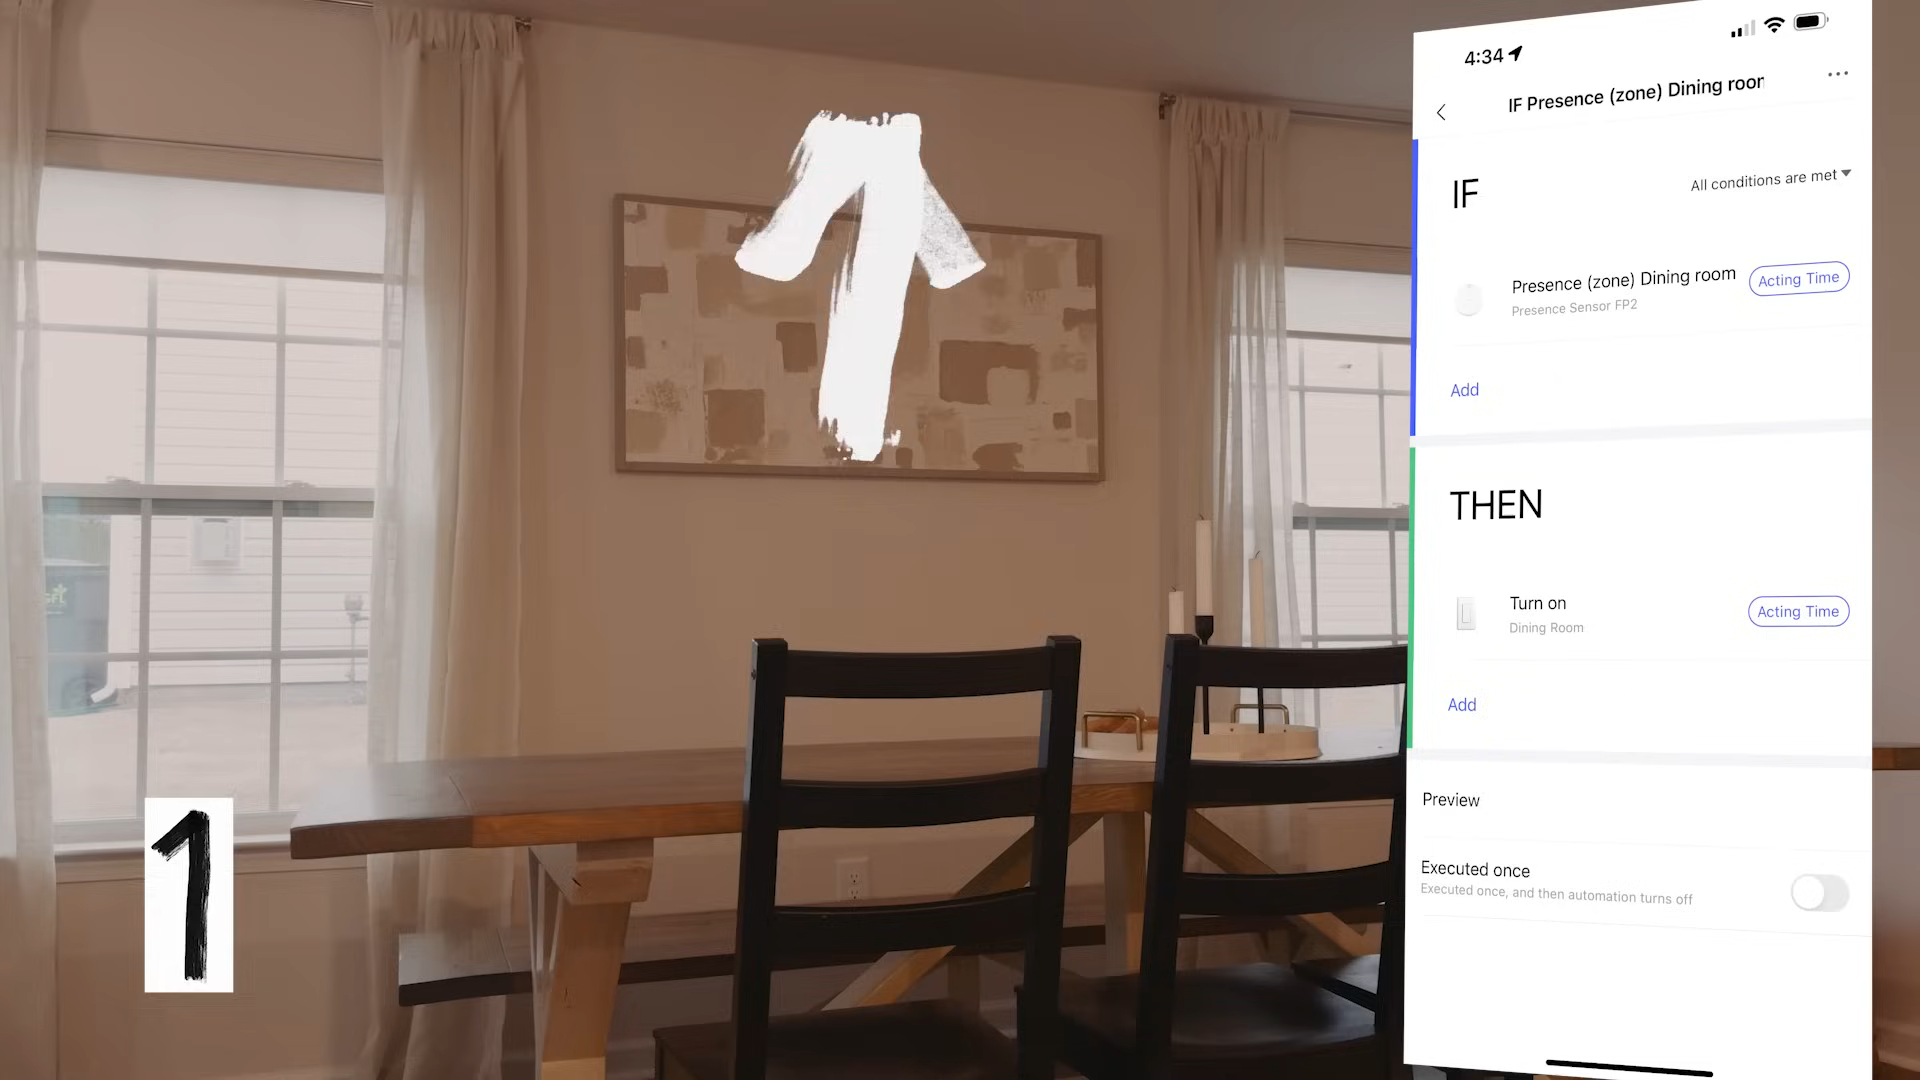 4:34
IF Presence (zone) Dining roor
IF
All conditions are met
Presence (zone) Dining room
Acting Time
Presence Sensor FP2
Add
THEN
Turn on
Acting Time
Dining Room
Add
Preview
Executed once
Executed once, and then automation turns off
1